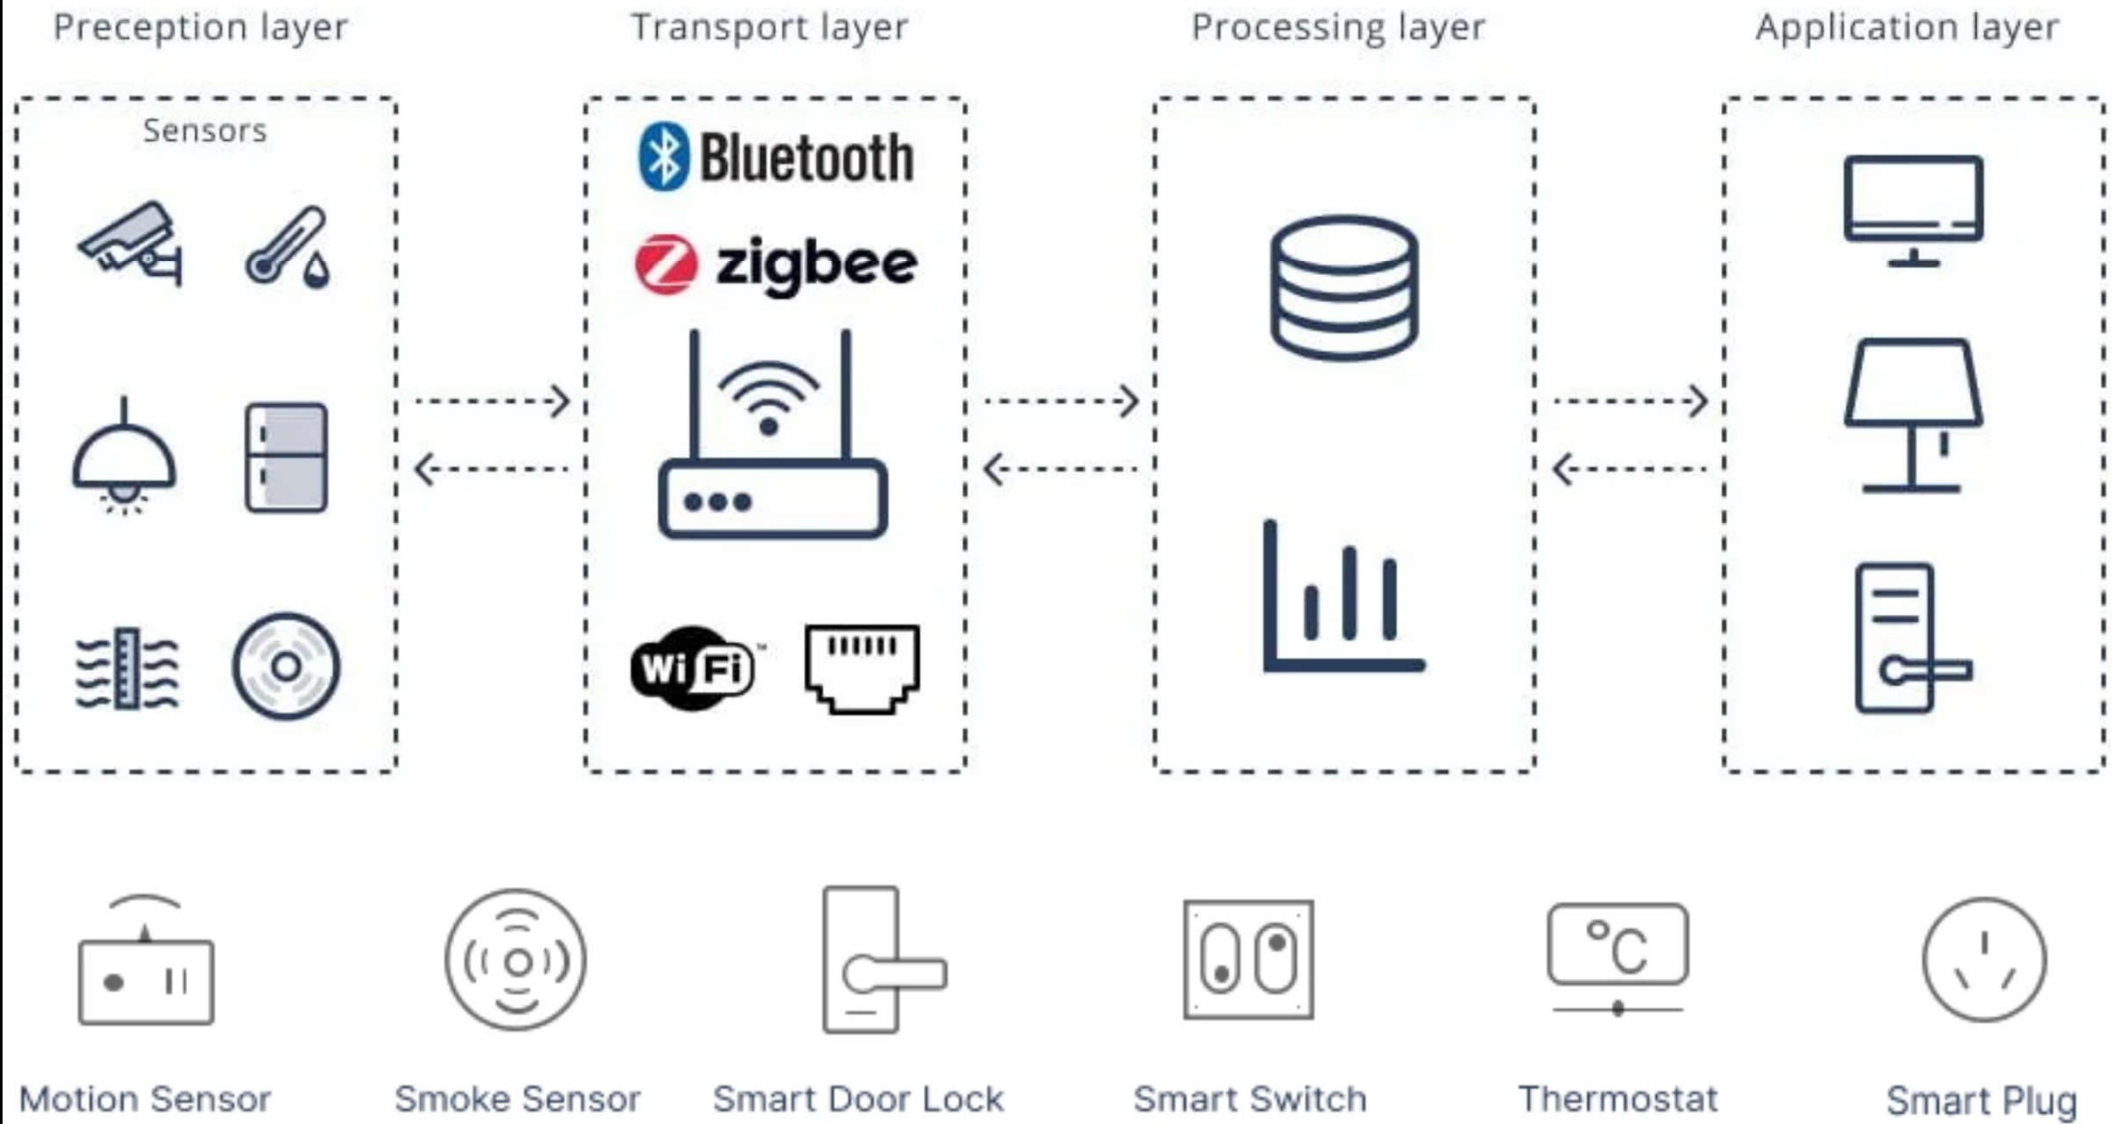 Preception layer
Transport layer
Processing layer
Application layer
Sensors
Bluetooth
zigbee
WiFi™
°C
Motion Sensor
Smoke Sensor
Smart Door Lock
Smart Switch
Thermostat
Smart Plug